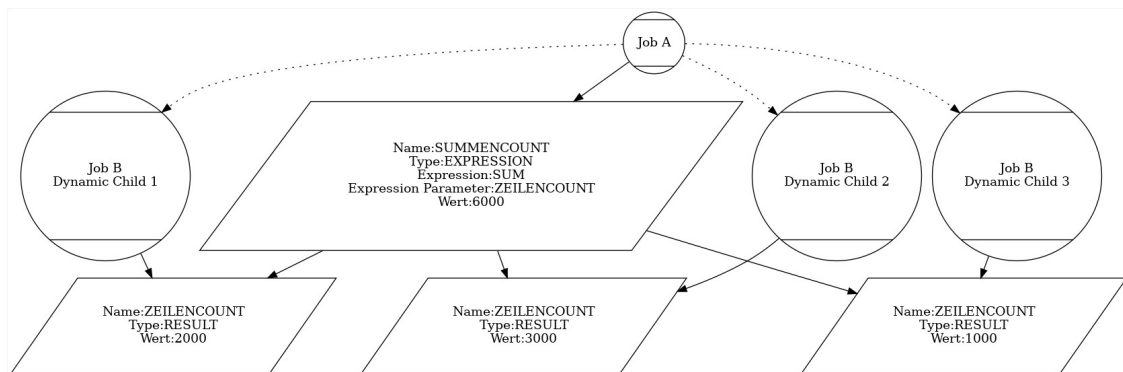 Job A
Job B
Dynamic Child 1
Name:SUMMENCOUNT
Type:EXPRESSION
Expression:SUM
Expression Parameter:ZEILENCOUNT
Wert:6000
Job B
Dynamic Child 2
Job B
Dynamic Child 3
Name:ZEILENCOUNT
Type:RESULT
Wert:2000
Name:ZEILENCOUNT
Type:RESULT
Wert:3000
Name:ZEILENCOUNT
Type:RESULT
Wert:1000